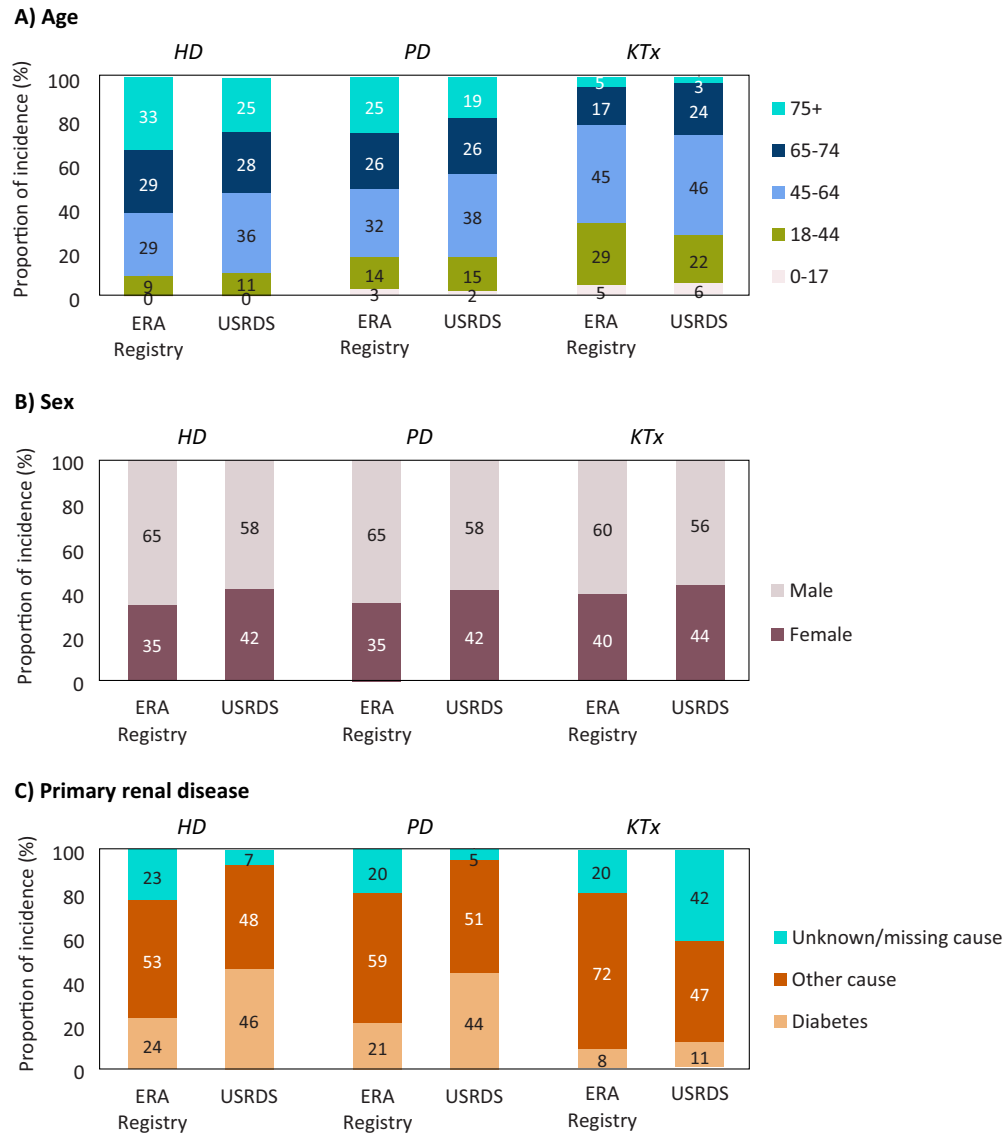 A) Age
HD PD KTx
Proportion of incidence (%)
100
80
60
40
20
0
33 29 29 9 0
25 28 36 11 0
25 26 32 14 3
19 26 38 15 2
5 17 45 29 5
3 24 46 22 6
75+
65-74
45-64
18-44
0-17
ERA Registry USRDS ERA Registry USRDS ERA Registry USRDS
B) Sex
HD PD KTx
Proportion of incidence (%)
100
80
60
40
20
0
65 35
58 42
65 35
58 42
60 40
56 44
Male
Female
ERA Registry USRDS ERA Registry USRDS ERA Registry USRDS
C) Primary renal disease
HD PD KTx
Proportion of incidence (%)
100
80
60
40
20
0
23 53 24
7 48 46
20 59 21
5 51 44
20 72 8
42 47 11
Unknown/missing cause
Other cause
Diabetes
ERA Registry USRDS ERA Registry USRDS ERA Registry USRDS